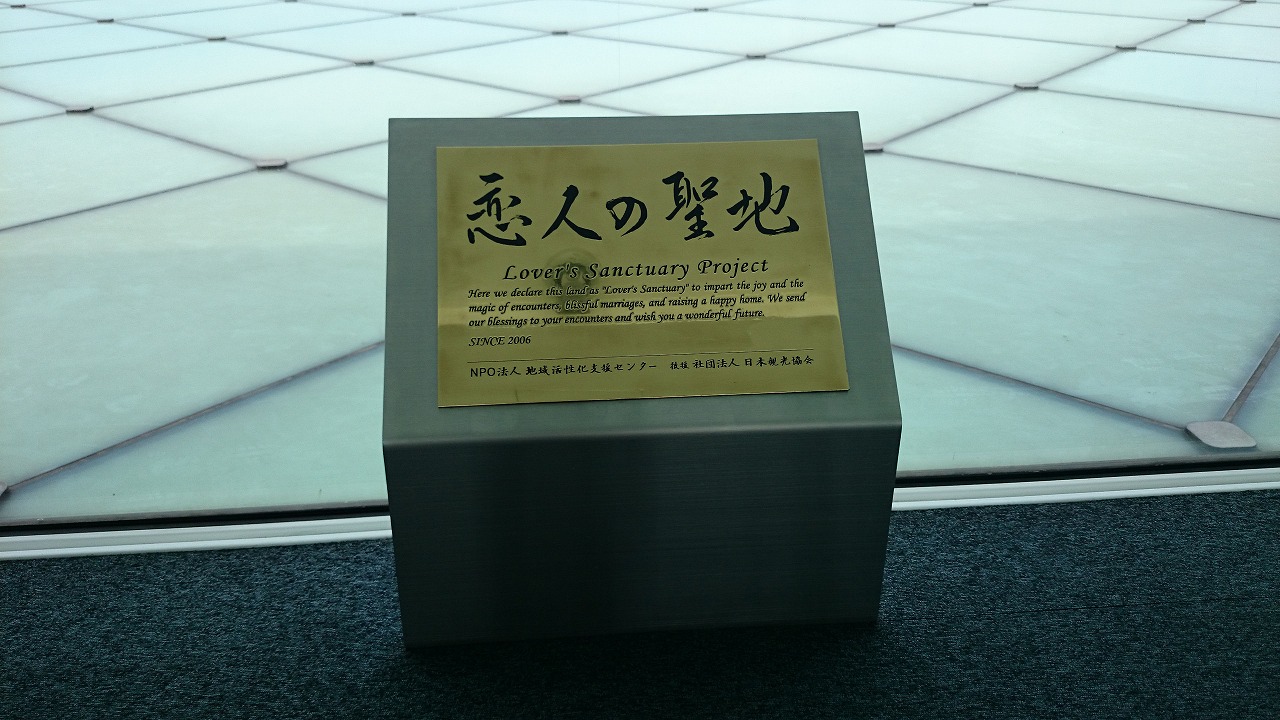 恋人の聖地
Lover's Sanctuary Project
Here we declare this land as "Lover's Sanctuary" to impart the joy and the
magic of encounters, blissful marriages, and raising a happy home. We send
our blessings to your encounters and wish you a wonderful future.
SINCE 2006
NPO法人 地域活性化支援センター 後援 社団法人 日本観光協会